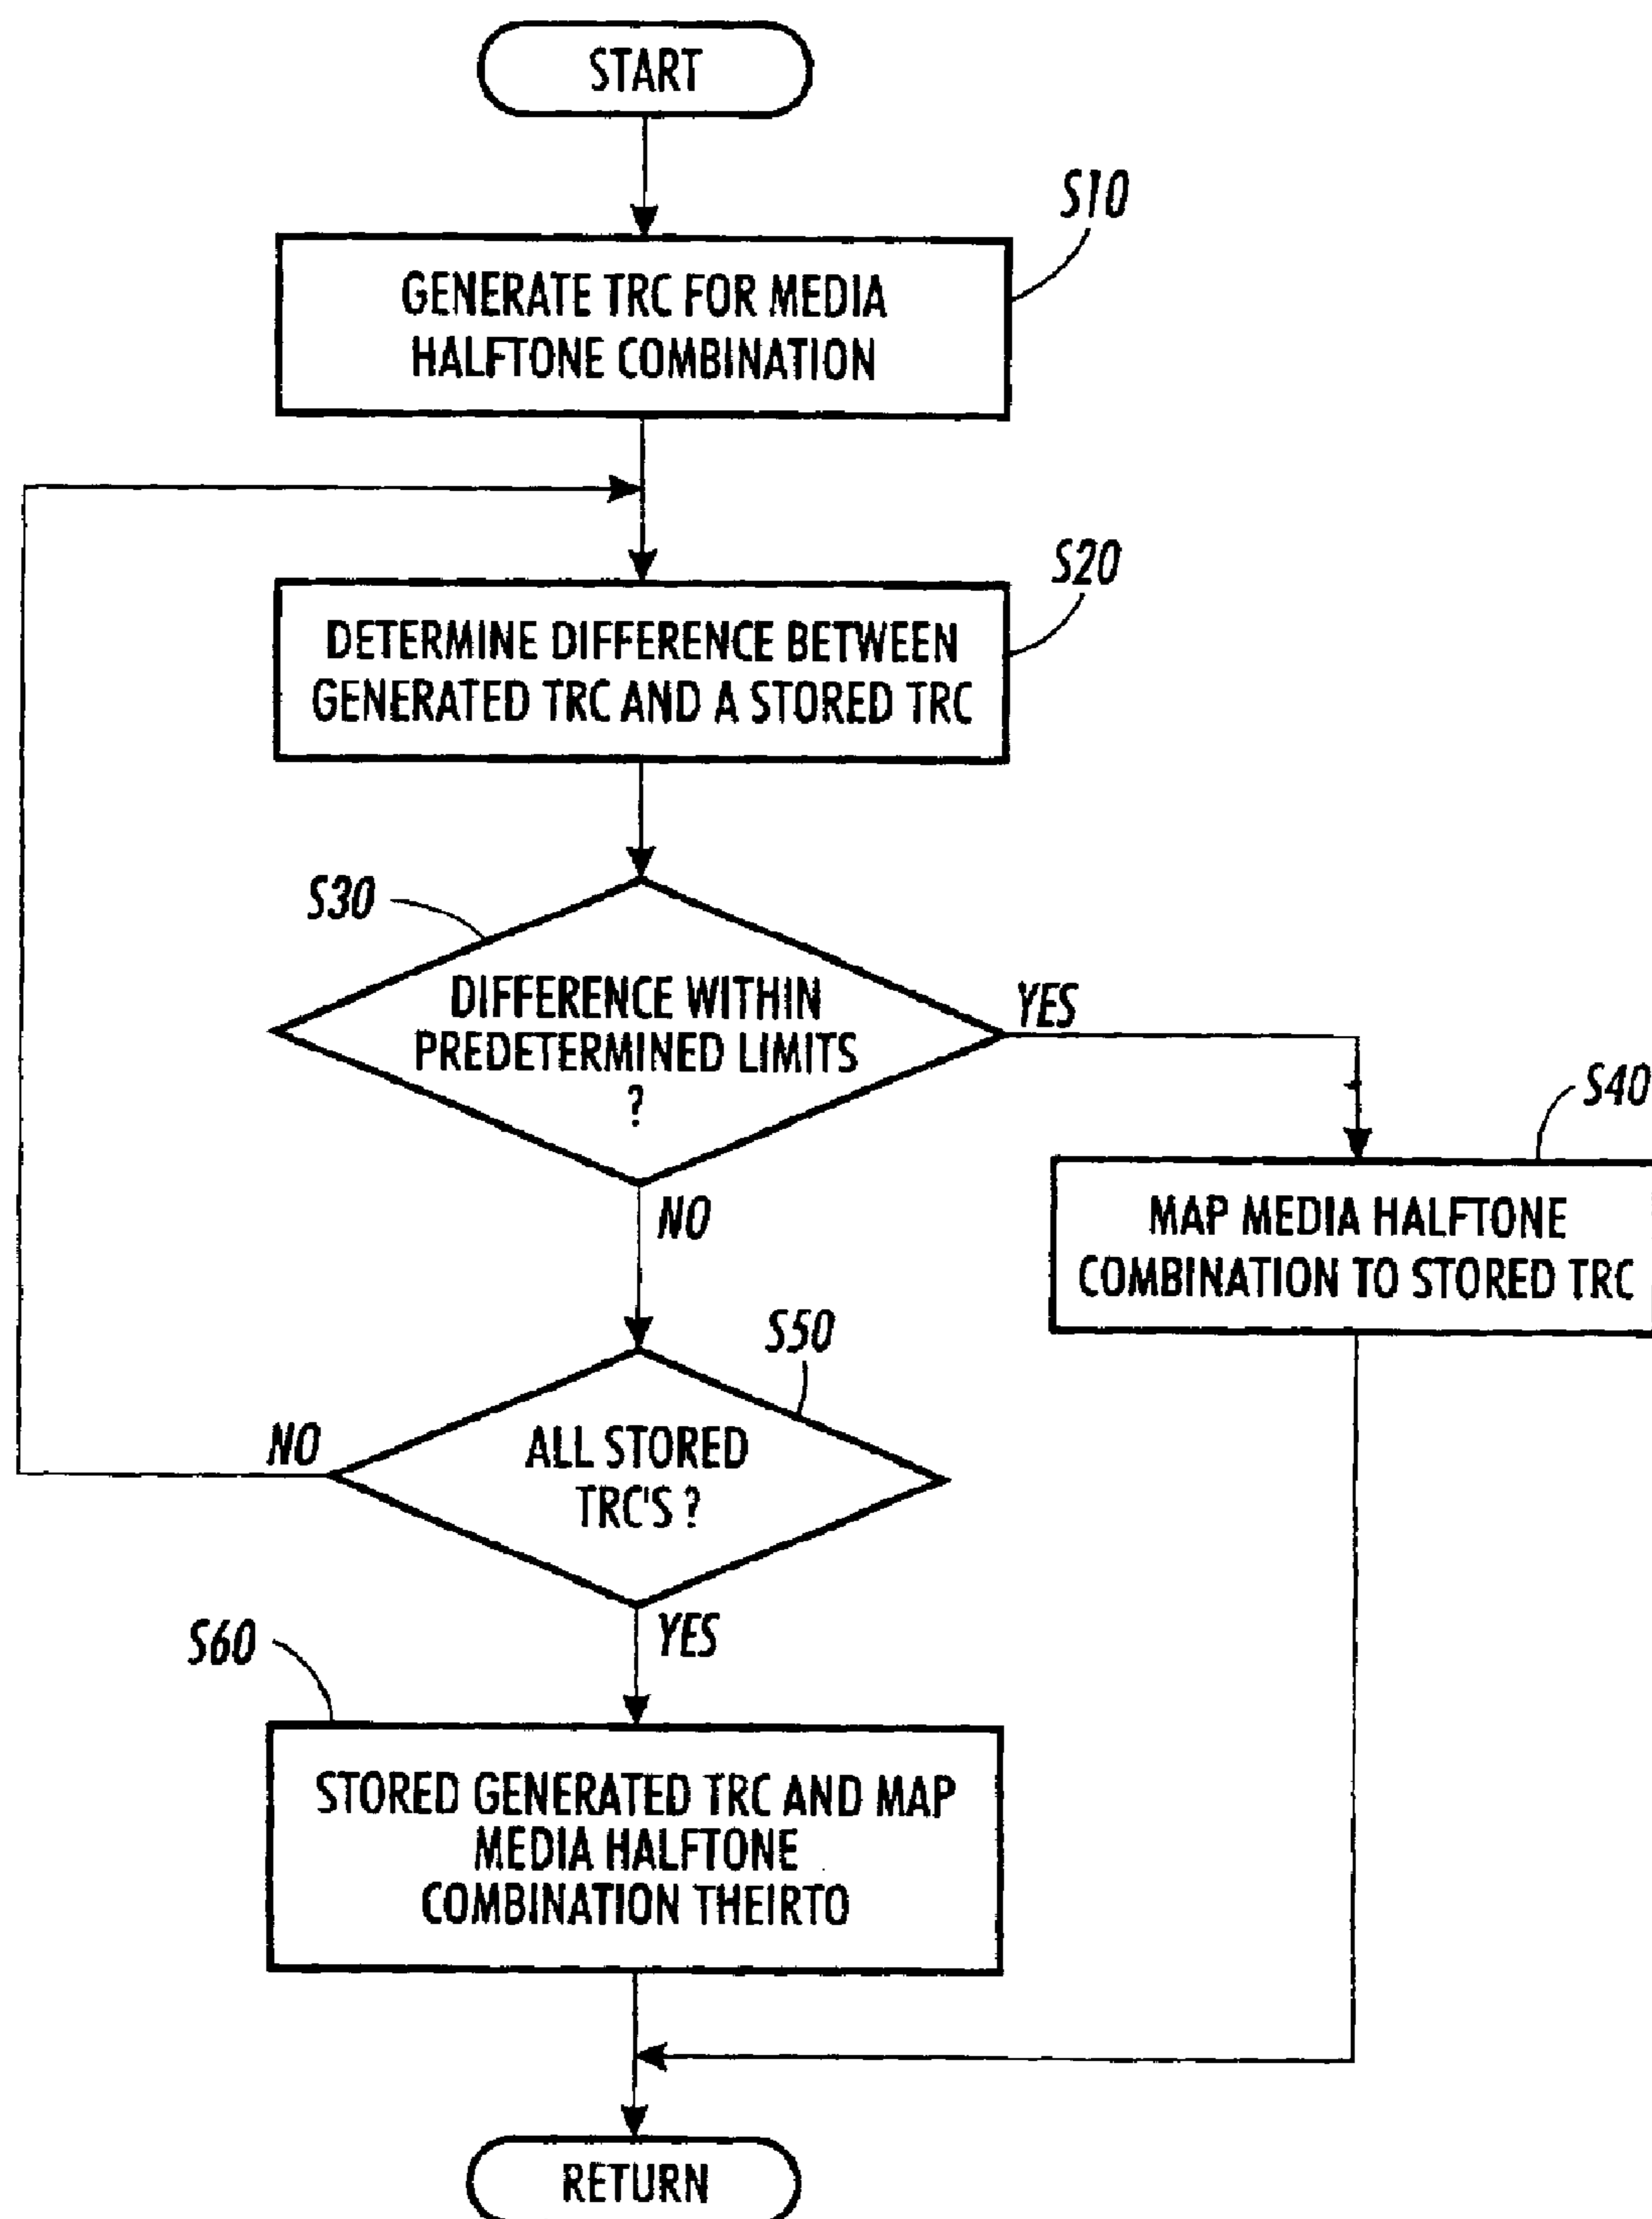 START
S10
GENERATE TRC FOR MEDIA
HALFTONE COMBINATION
S20
DETERMINE DIFFERENCE BETWEEN
GENERATED TRC AND A STORED TRC
S30
DIFFERENCE WITHIN
PREDETERMINED LIMITS
?
YES
NO
S40
MAP MEDIA HALFTONE
COMBINATION TO STORED TRC
S50
ALL STORED
TRC'S ?
NO
YES
S60
STORED GENERATED TRC AND MAP
MEDIA HALFTONE
COMBINATION THEIRTO
RETURN